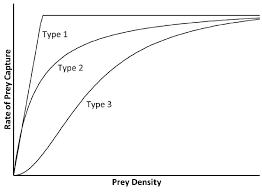 Rate of Prey Capture
Type 1
Type 2
Type 3
Prey Density